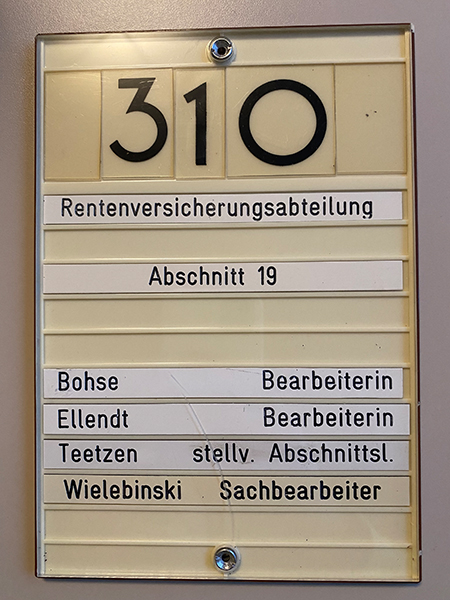 310
Rentenversicherungsabteilung
Abschnitt 19
Bohse Bearbeiterin
Ellendt Bearbeiterin
Teetzen stellv. Abschnittsl.
Wielebinski Sachbearbeiter